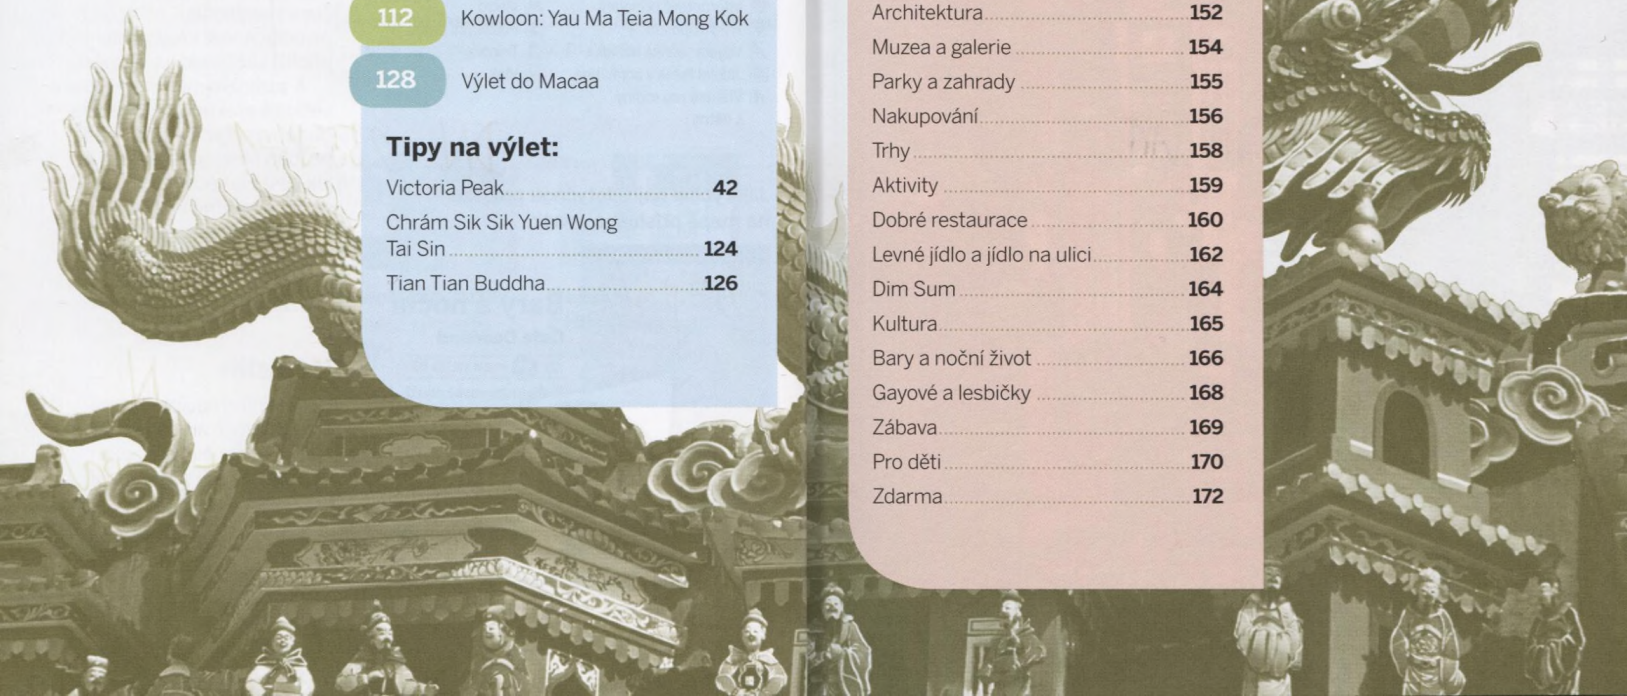 112 Kowloon: Yau Ma Teia Mong Kok
128 Výlet do Macaa
Tipy na výlet:
Victoria Peak 42
Chrám Sik Sik Yuen Wong
Tai Sin 124
Tian Tian Buddha 126
Architektura 152
Muzea a galerie 154
Parky a zahrady 155
Nakupování 156
Trhy 158
Aktivity 159
Dobré restaurace 160
Levné jídlo a jídlo na ulici 162
Dim Sum 164
Kultura 165
Bary a noční život 166
Gayové a lesbičky 168
Zábava 169
Pro děti 170
Zdarma 172